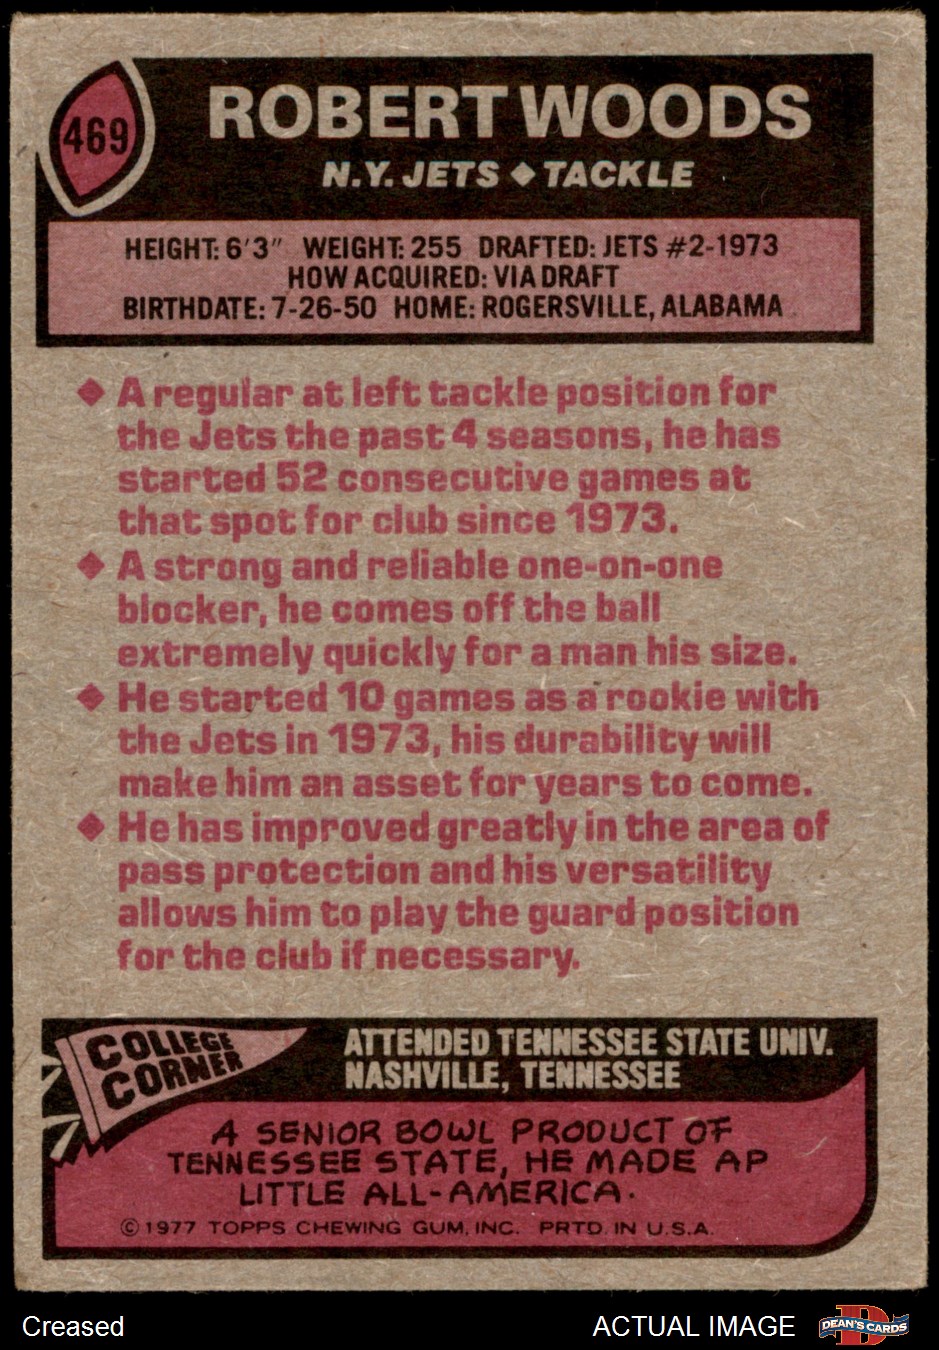 469
ROBERT WOODS
N.Y. JETS ◆ TACKLE
HEIGHT: 6'3" WEIGHT: 255 DRAFTED: JETS #2-1973
HOW ACQUIRED: VIA DRAFT
BIRTHDATE: 7-26-50 HOME: ROGERSVILLE, ALABAMA
◆ A regular at left tackle position for
the Jets the past 4 seasons, he has
started 52 consecutive games at
that spot for club since 1973.
◆ A strong and reliable one-on-one
blocker, he comes off the ball
extremely quickly for a man his size.
◆ He started 10 games as a rookie with
the Jets in 1973, his durability will
make him an asset for years to come.
◆ He has improved greatly in the area of
pass protection and his versatility
allows him to play the guard position
for the club if necessary.
COLLEGE
CORNER
ATTENDED TENNESSEE STATE UNIV.
NASHVILLE, TENNESSEE
A SENIOR BOWL PRODUCT OF
TENNESSEE STATE, HE MADE AP
LITTLE ALL-AMERICA.
© 1977 TOPPS CHEWING GUM, INC. PRTD. IN U.S.A.
Creased
ACTUAL IMAGE
D
DEAN'S CARDS